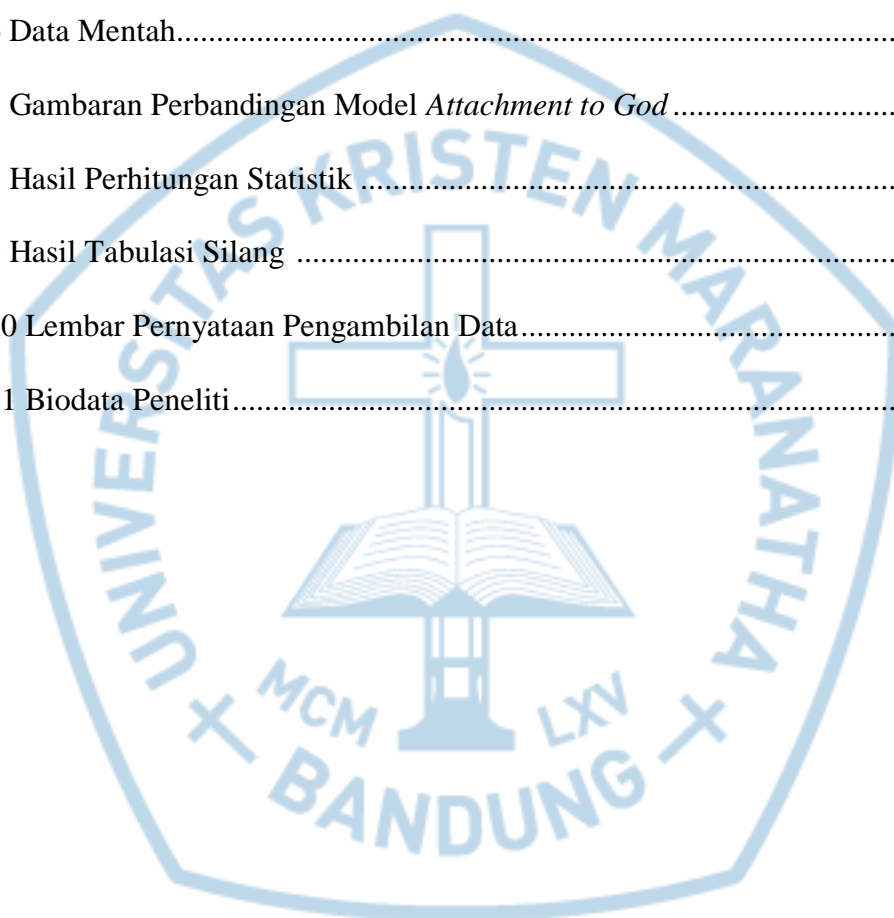 Data Mentah..........................................................................................
Gambaran Perbandingan Model Attachment to God........................
Hasil Perhitungan Statistik .........................................................
Hasil Tabulasi Silang ................................................................
0 Lembar Pernyataan Pengambilan Data........................................
1 Biodata Peneliti......................................................................
UNIVERSITAS KRISTEN MARANATHA
MCM LXV
BANDUNG